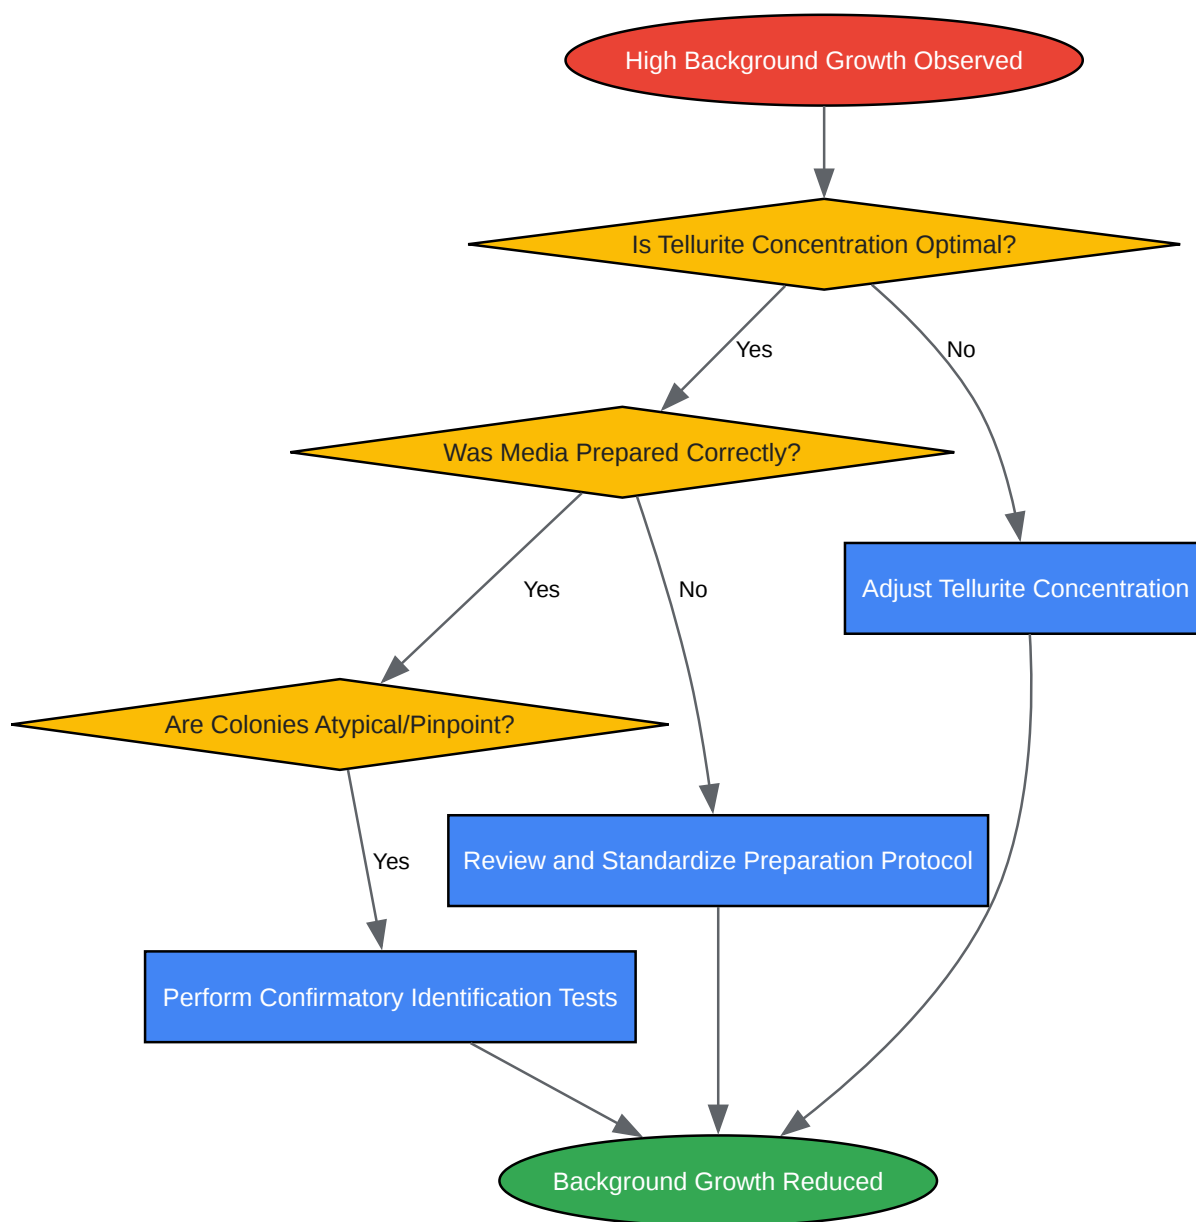 High Background Growth Observed
Is Tellurite Concentration Optimal?
Yes
No
Was Media Prepared Correctly?
Adjust Tellurite Concentration
Yes
No
Are Colonies Atypical/Pinpoint?
Yes
Review and Standardize Preparation Protocol
Perform Confirmatory Identification Tests
Background Growth Reduced